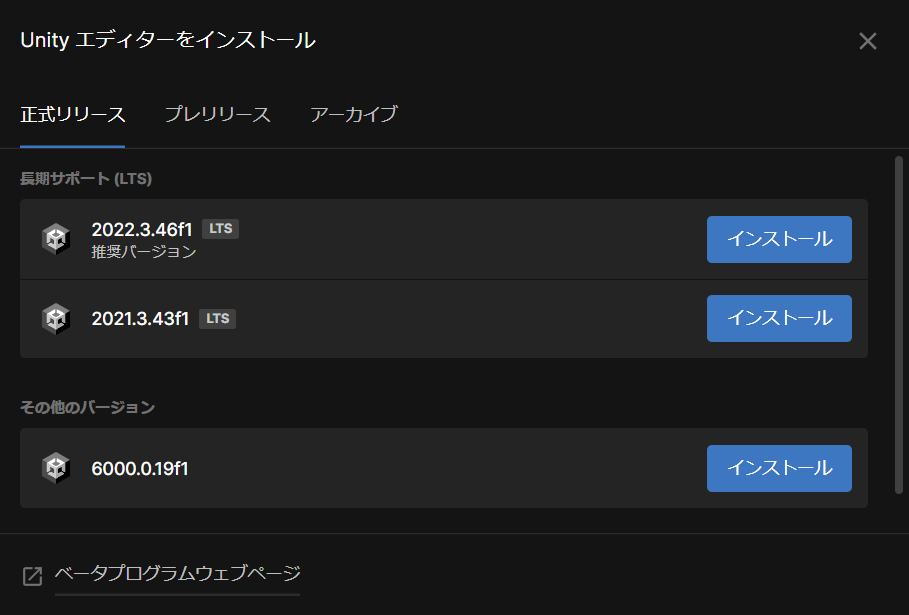 Unity エディターをインストール
正式リリース プレリリース アーカイブ
長期サポート (LTS)
2022.3.46f1 LTS
推奨バージョン
インストール
2021.3.43f1 LTS
インストール
その他のバージョン
6000.0.19f1
インストール
ベータプログラムウェブページ